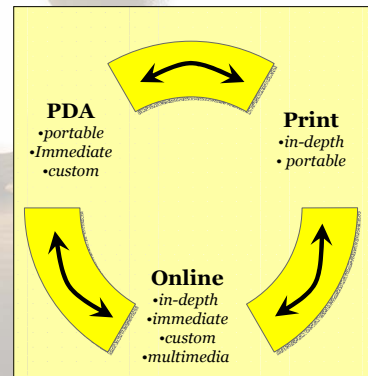 PDA
•portable
•Immediate
•custom
Print
•in-depth
• portable
Online
•in-depth
•immediate
•custom
•multimedia